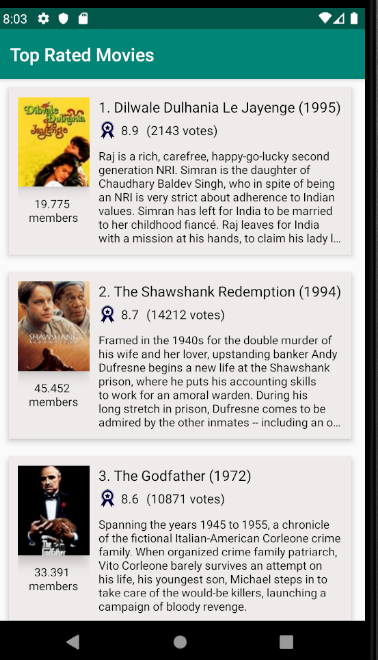 8:03
Top Rated Movies
Dilwale
Dulhania
Le
Jayenge
1. Dilwale Dulhania Le Jayenge (1995)
8.9 (2143 votes)
Raj is a rich, carefree, happy-go-lucky second
generation NRI. Simran is the daughter of
Chaudhary Baldev Singh, who in spite of being
an NRI is very strict about adherence to Indian
values. Simran has left for India to be married
to her childhood fiancé. Raj leaves for India
with a mission at his hands, to claim his lady l...
19.775
members
SHAWSHANK
2. The Shawshank Redemption (1994)
8.7 (14212 votes)
Framed in the 1940s for the double murder of
his wife and her lover, upstanding banker Andy
Dufresne begins a new life at the Shawshank
prison, where he puts his accounting skills
to work for an amoral warden. During his
long stretch in prison, Dufresne comes to be
admired by the other inmates -- including an o...
45.452
members
3. The Godfather (1972)
8.6 (10871 votes)
Spanning the years 1945 to 1955, a chronicle
of the fictional Italian-American Corleone crime
family. When organized crime family patriarch,
Vito Corleone barely survives an attempt on
his life, his youngest son, Michael steps in to
take care of the would-be killers, launching a
campaign of bloody revenge.
33.391
members